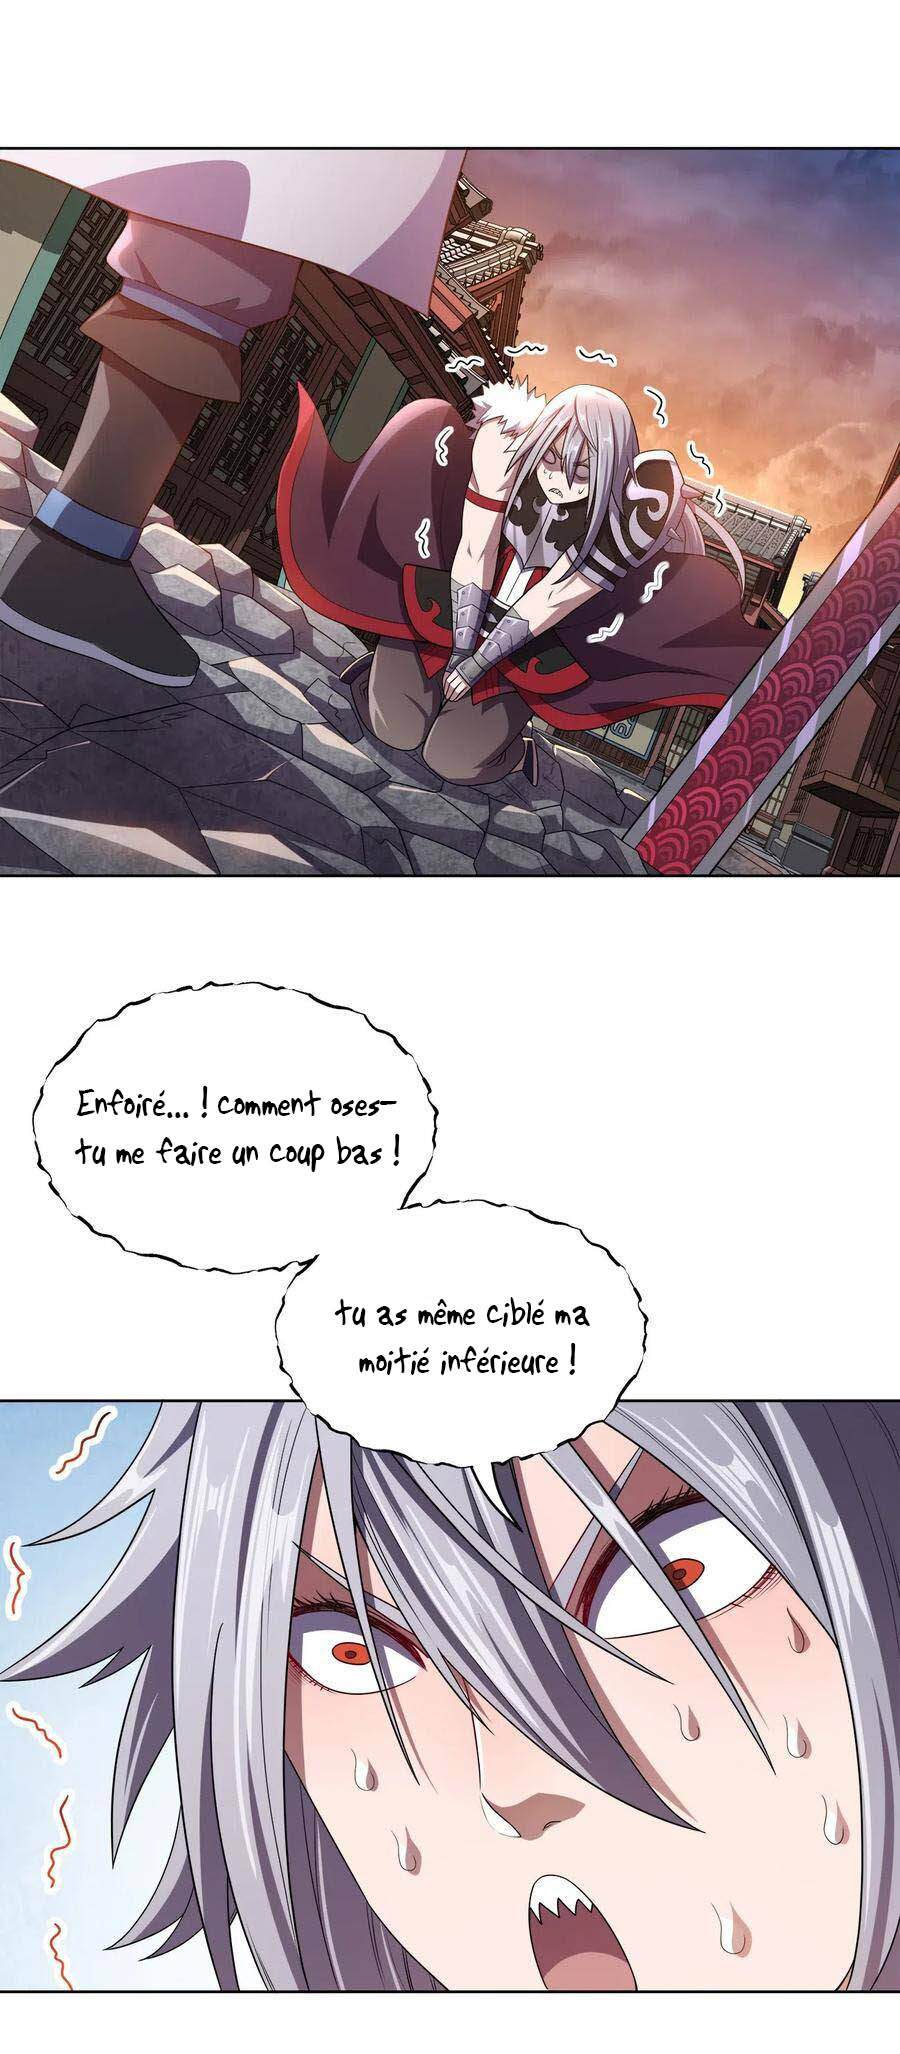 Enfoiré... ! Comment oses-
tu me faire un coup bas !
tu as même ciblé ma
moitié inférieure !